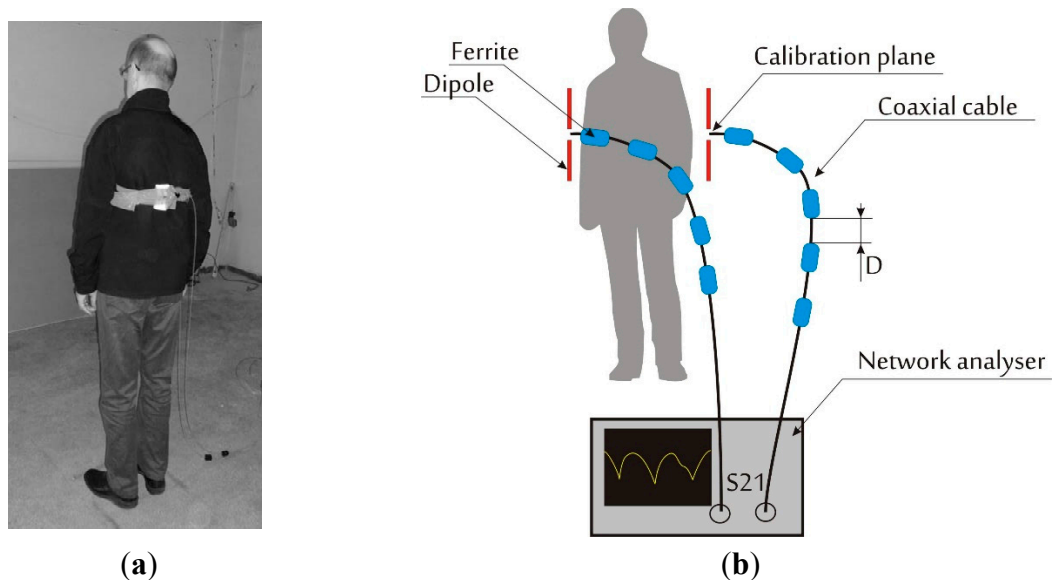 Ferrite
Dipole
Calibration plane
Coaxial cable
D
Network analyser
S21
(a)
(b)